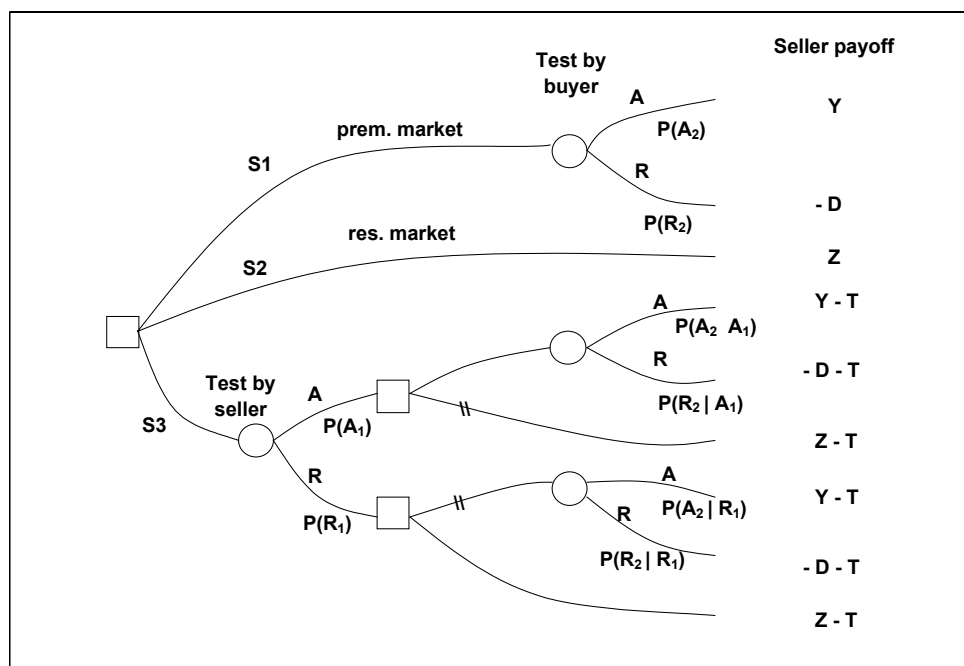 Seller payoff
Test by
buyer
A
Y
P(A₂)
prem. market
S1
R
P(R₂)
- D
res. market
S2
Z
A
Y - T
P(A₂ A₁)
R
- D - T
P(R₂ | A₁)
Test by
seller
A
S3
P(A₁)
Z - T
R
P(R₁)
A
Y - T
P(A₂ | R₁)
R
P(R₂ | R₁)
- D - T
Z - T